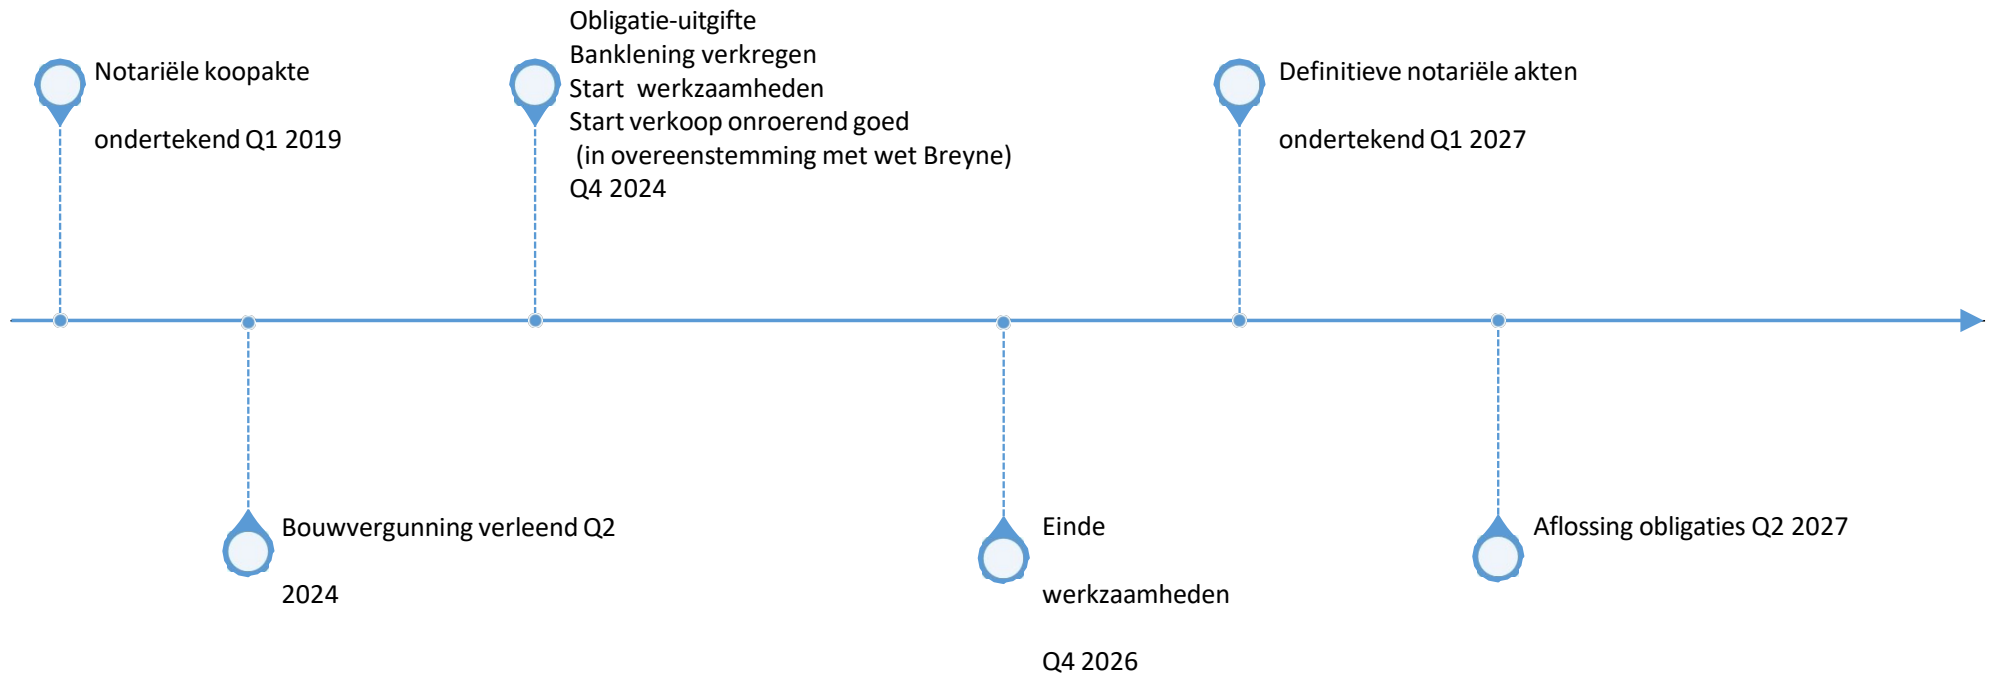 Notariële koopakte
ondertekend Q1 2019
Obligatie-uitgifte
Banklening verkregen
Start werkzaamheden
Start verkoop onroerend goed
(in overeenstemming met wet Breyne)
Q4 2024
Definitieve notariële akten
ondertekend Q1 2027
Bouwvergunning verleend Q2
2024
Einde
werkzaamheden
Q4 2026
Aflossing obligaties Q2 2027